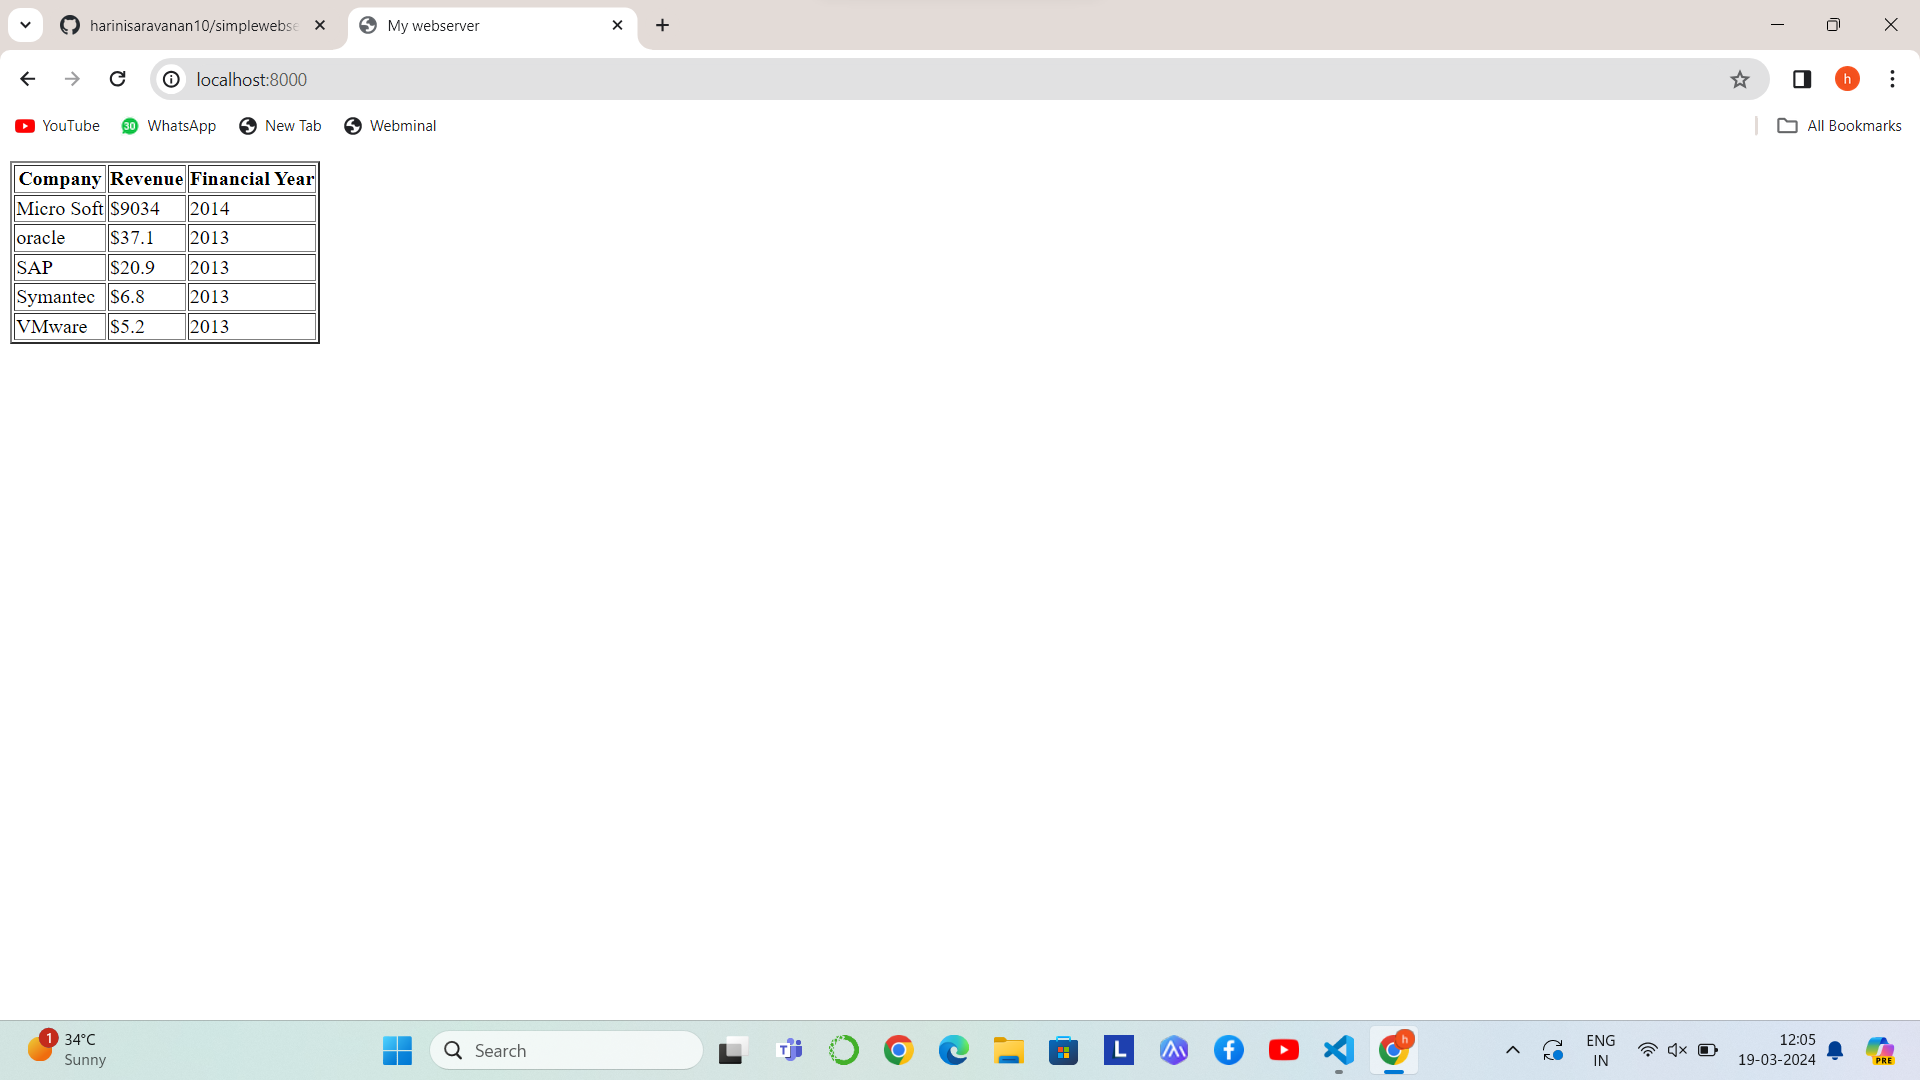 harinisaravanan10/simplewebse
My webserver
localhost:8000
h
YouTube
30
WhatsApp
New Tab
Webminal
All Bookmarks
Company Revenue Financial Year
Micro Soft $9034 2014
oracle $37.1 2013
SAP $20.9 2013
Symantec $6.8 2013
VMware $5.2 2013
1
34°C
Sunny
Search
L
h
ENG
IN
12:05
19-03-2024
PRE